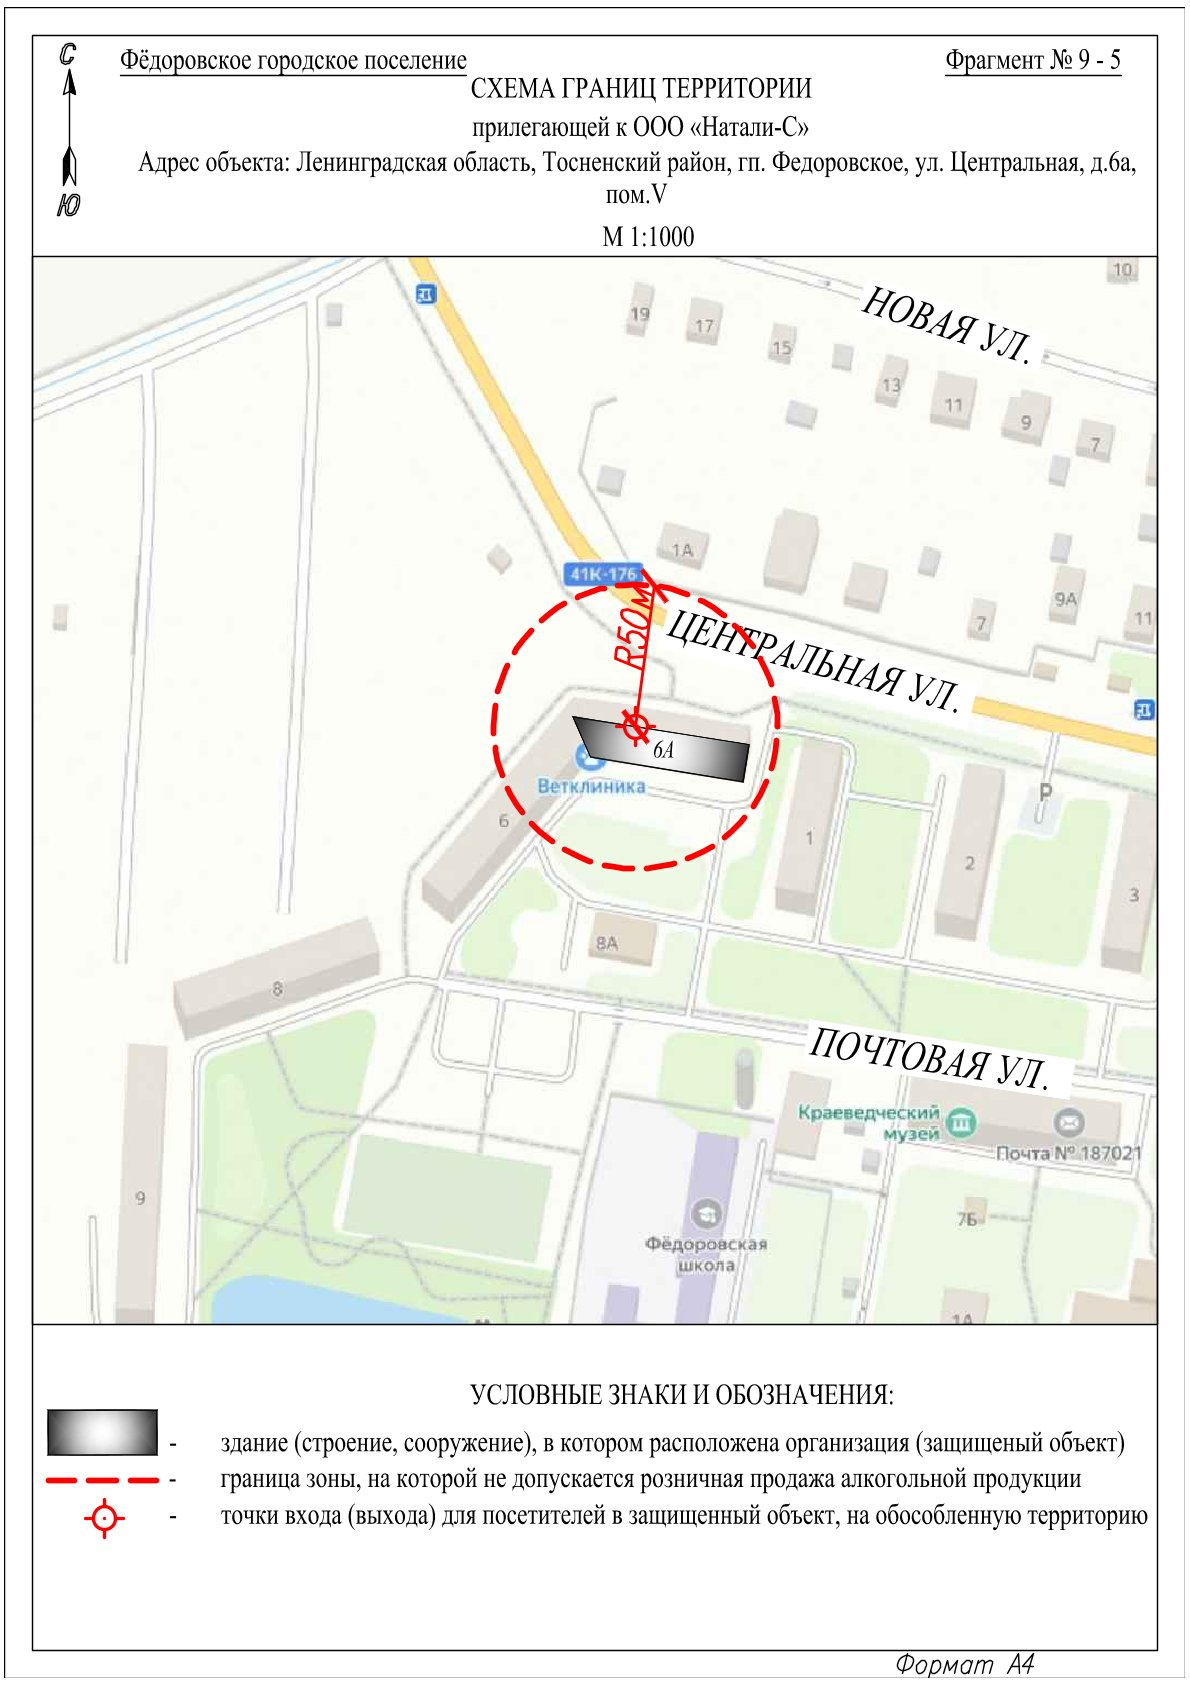 С
Ю
Фёдоровское городское поселение
Фрагмент № 9 - 5
СХЕМА ГРАНИЦ ТЕРРИТОРИИ
прилегающей к ООО «Натали-С»
Адрес объекта: Ленинградская область, Тосненский район, гп. Федоровское, ул. Центральная, д.6а,
пом.V
М 1:1000
10
НОВАЯ УЛ.
19
17
15
13
11
9
7
1А
41К-176
9А
11
7
R50м
ЦЕНТРАЛЬНАЯ УЛ.
6А
Ветклиника
6
1
2
P
3
8А
8
ПОЧТОВАЯ УЛ.
Краеведческий
музей
Почта № 187021
9
7Б
Фёдоровская
школа
1А
УСЛОВНЫЕ ЗНАКИ И ОБОЗНАЧЕНИЯ:
- здание (строение, сооружение), в котором расположена организация (защищеный объект)
- граница зоны, на которой не допускается розничная продажа алкогольной продукции
- точки входа (выхода) для посетителей в защищенный объект, на обособленную территорию
Формат А4